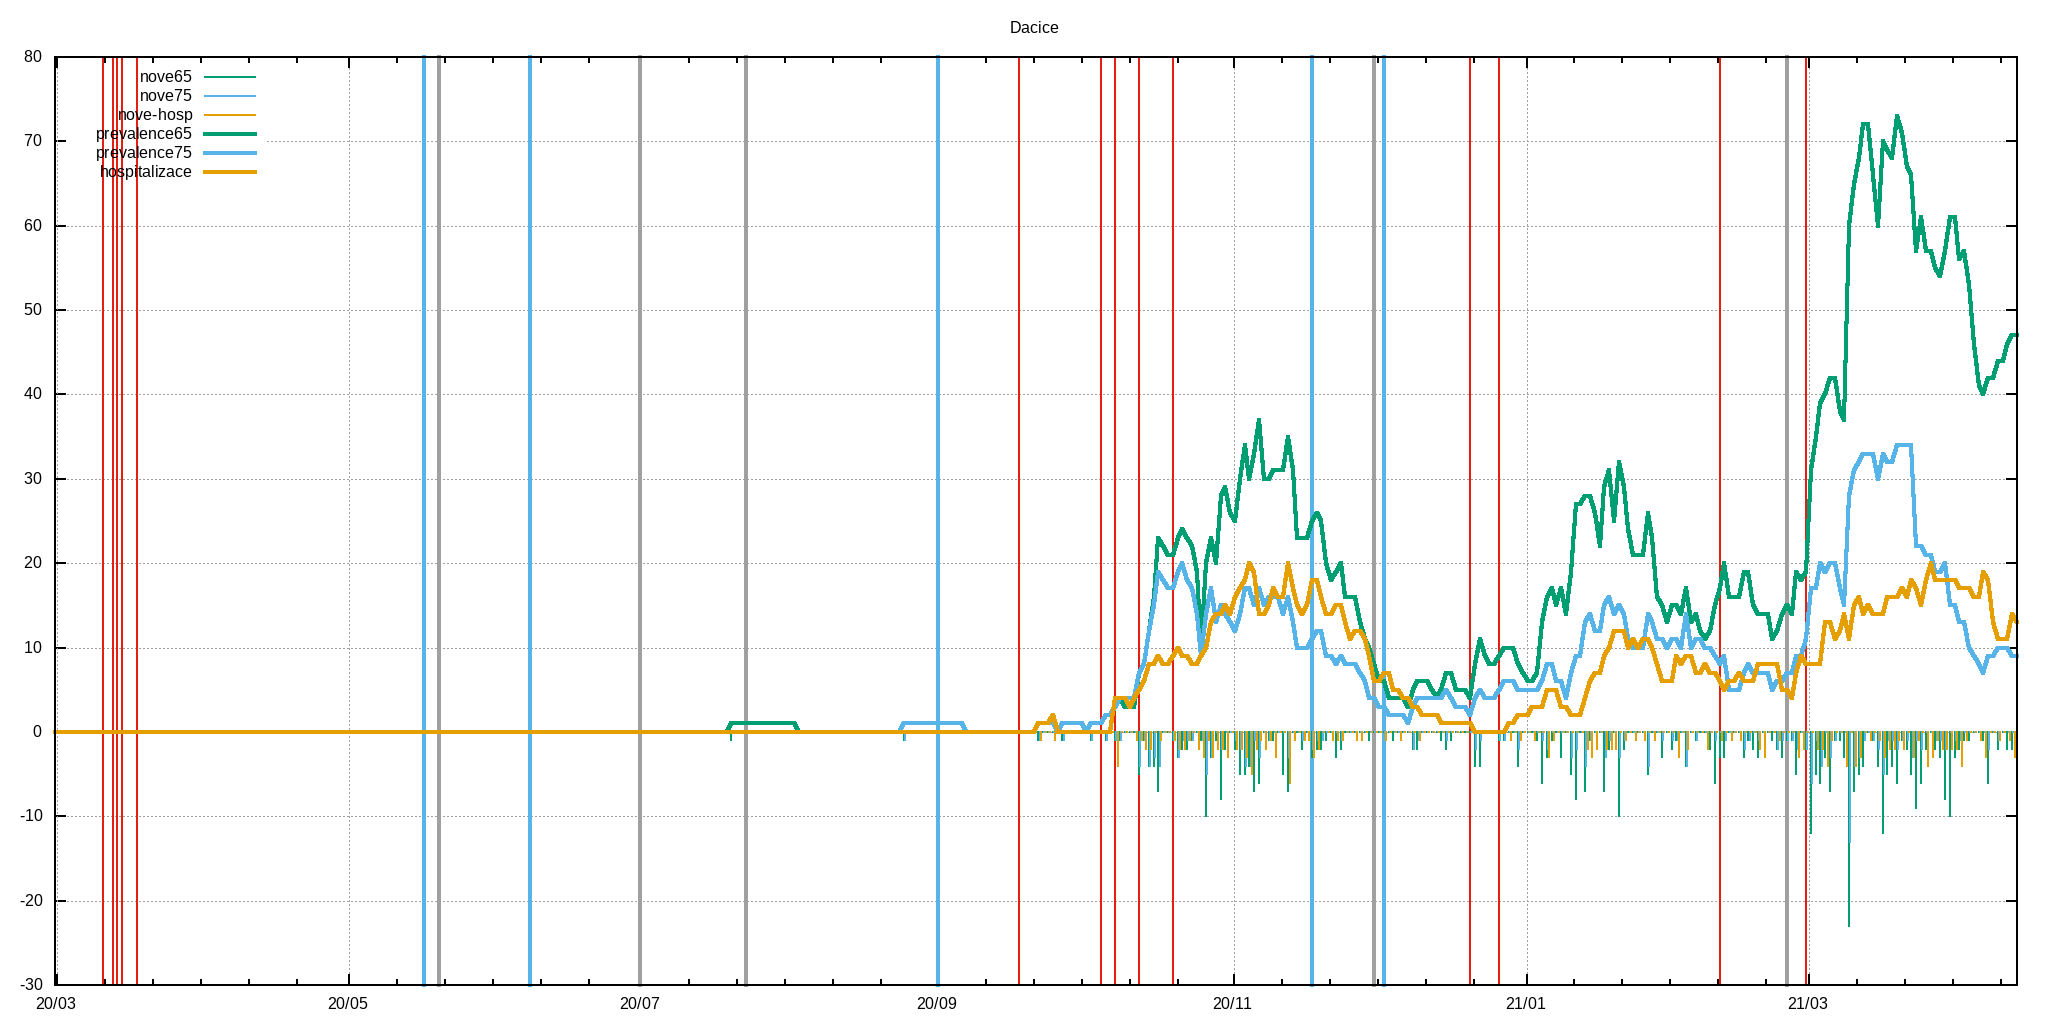 Dacice
80
70
60
50
40
30
20
10
0
-10
-20
-30
nove65
nove75
nove-hosp
prevalence65
prevalence75
hospitalizace
20/03 20/05 20/07 20/09 20/11 21/01 21/03